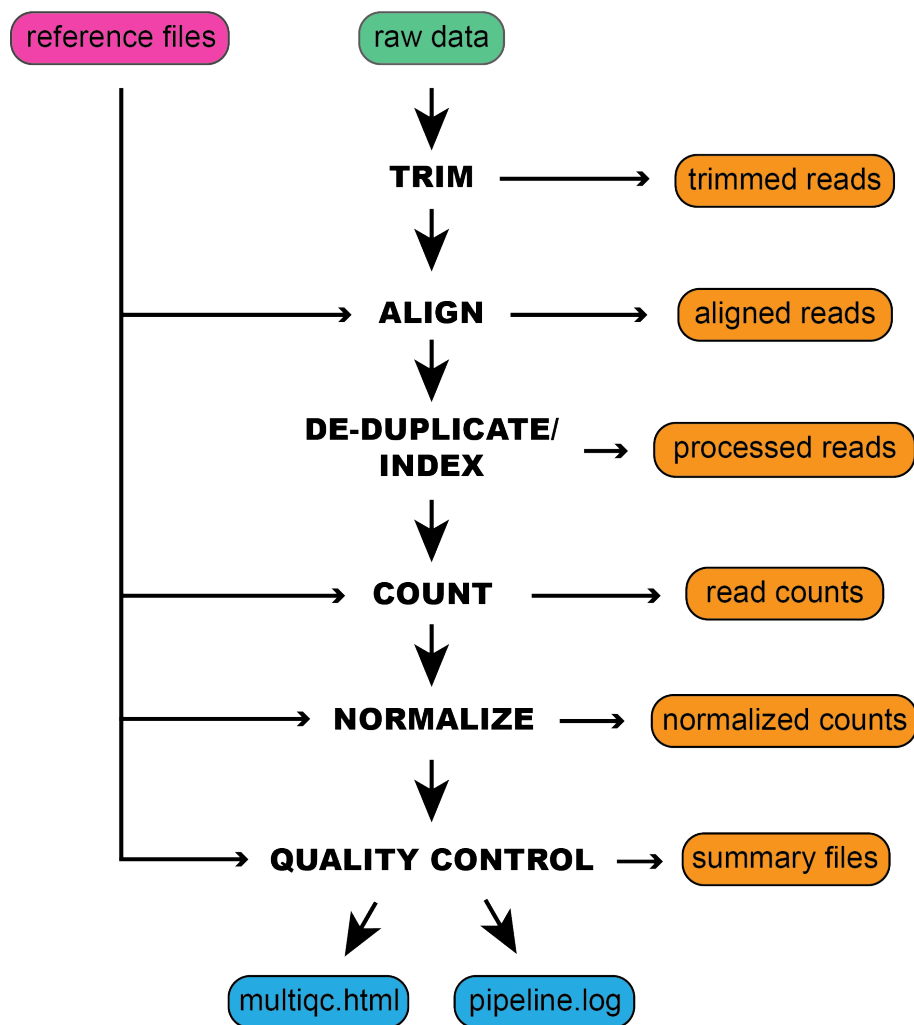 reference files
raw data
TRIM
trimmed reads
ALIGN
aligned reads
DE-DUPLICATE/
INDEX
processed reads
COUNT
read counts
NORMALIZE
normalized counts
QUALITY CONTROL
summary files
multiqc.html
pipeline.log